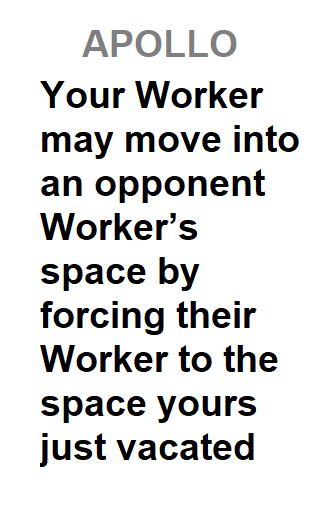 APOLLO
Your Worker
may move into
an opponent
Worker’s
space by
forcing their
Worker to the
space yours
just vacated